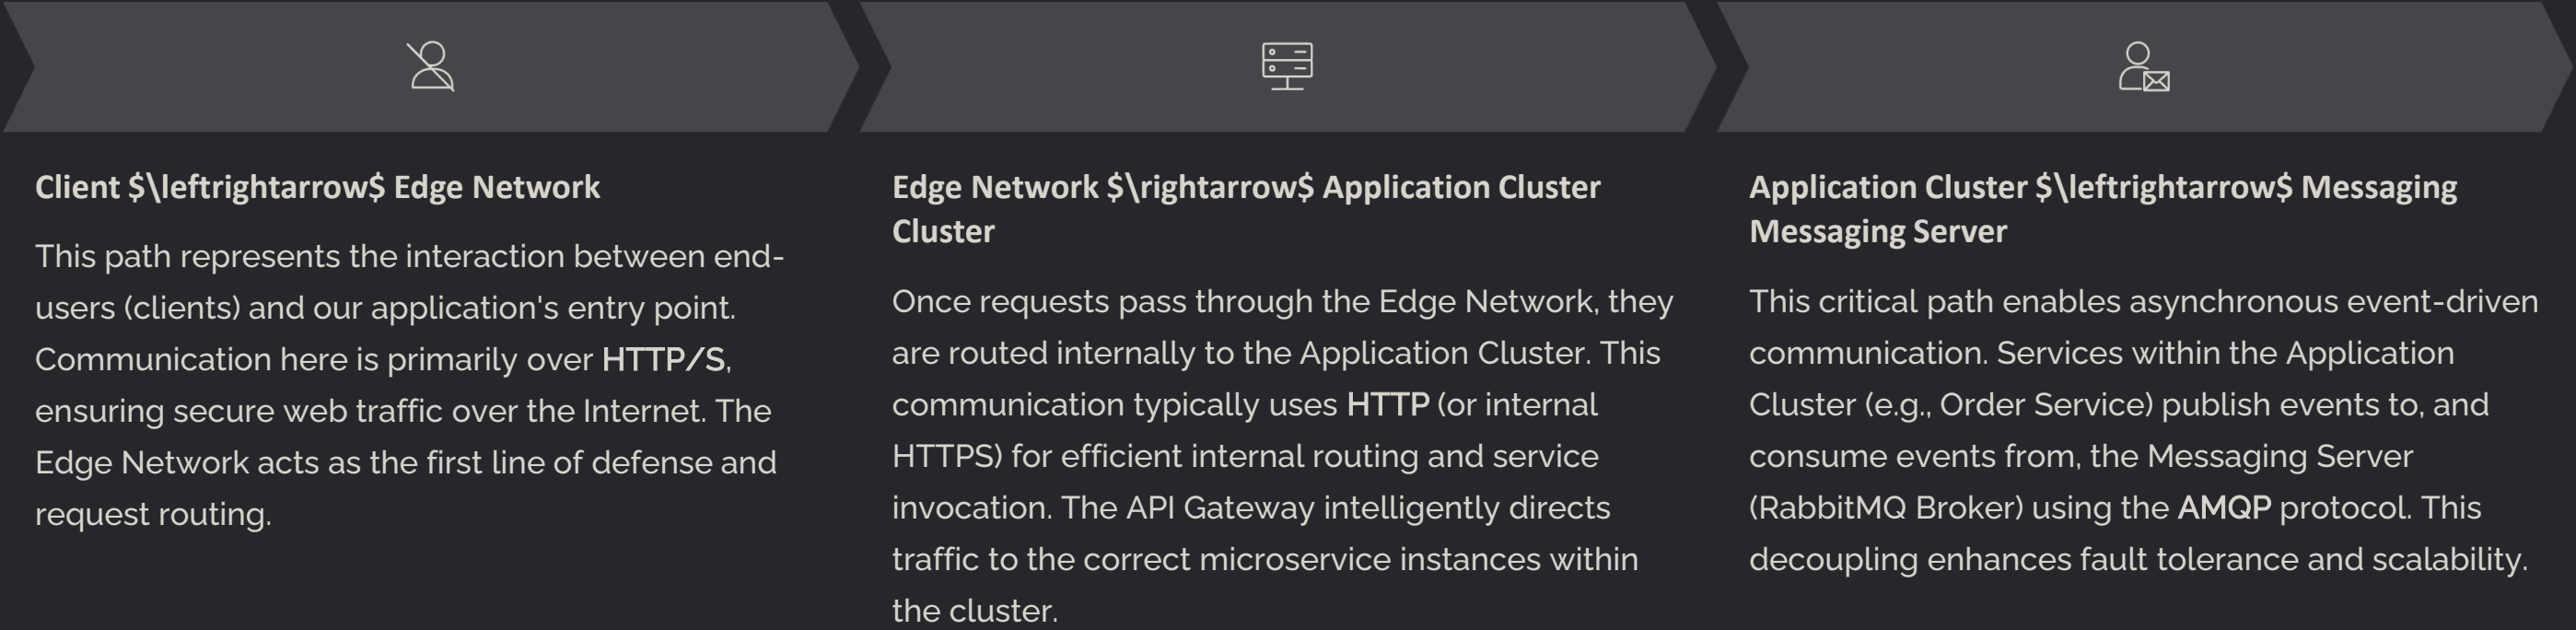 Client $\leftrightarrow$ Edge Network
This path represents the interaction between end-
users (clients) and our application's entry point.
Communication here is primarily over HTTP/S,
ensuring secure web traffic over the Internet. The
Edge Network acts as the first line of defense and
request routing.
Edge Network $\rightarrow$ Application Cluster
Cluster
Once requests pass through the Edge Network, they
are routed internally to the Application Cluster. This
communication typically uses HTTP (or internal
HTTPS) for efficient internal routing and service
invocation. The API Gateway intelligently directs
traffic to the correct microservice instances within
the cluster.
Application Cluster $\leftrightarrow$ Messaging
Messaging Server
This critical path enables asynchronous event-driven
communication. Services within the Application
Cluster (e.g., Order Service) publish events to, and
consume events from, the Messaging Server
(RabbitMQ Broker) using the AMQP protocol. This
decoupling enhances fault tolerance and scalability.